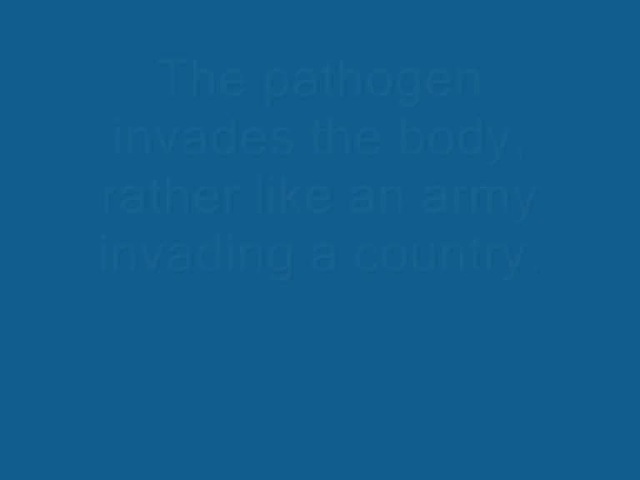 The pathogen
invades the body,
rather like an army
invading a country.